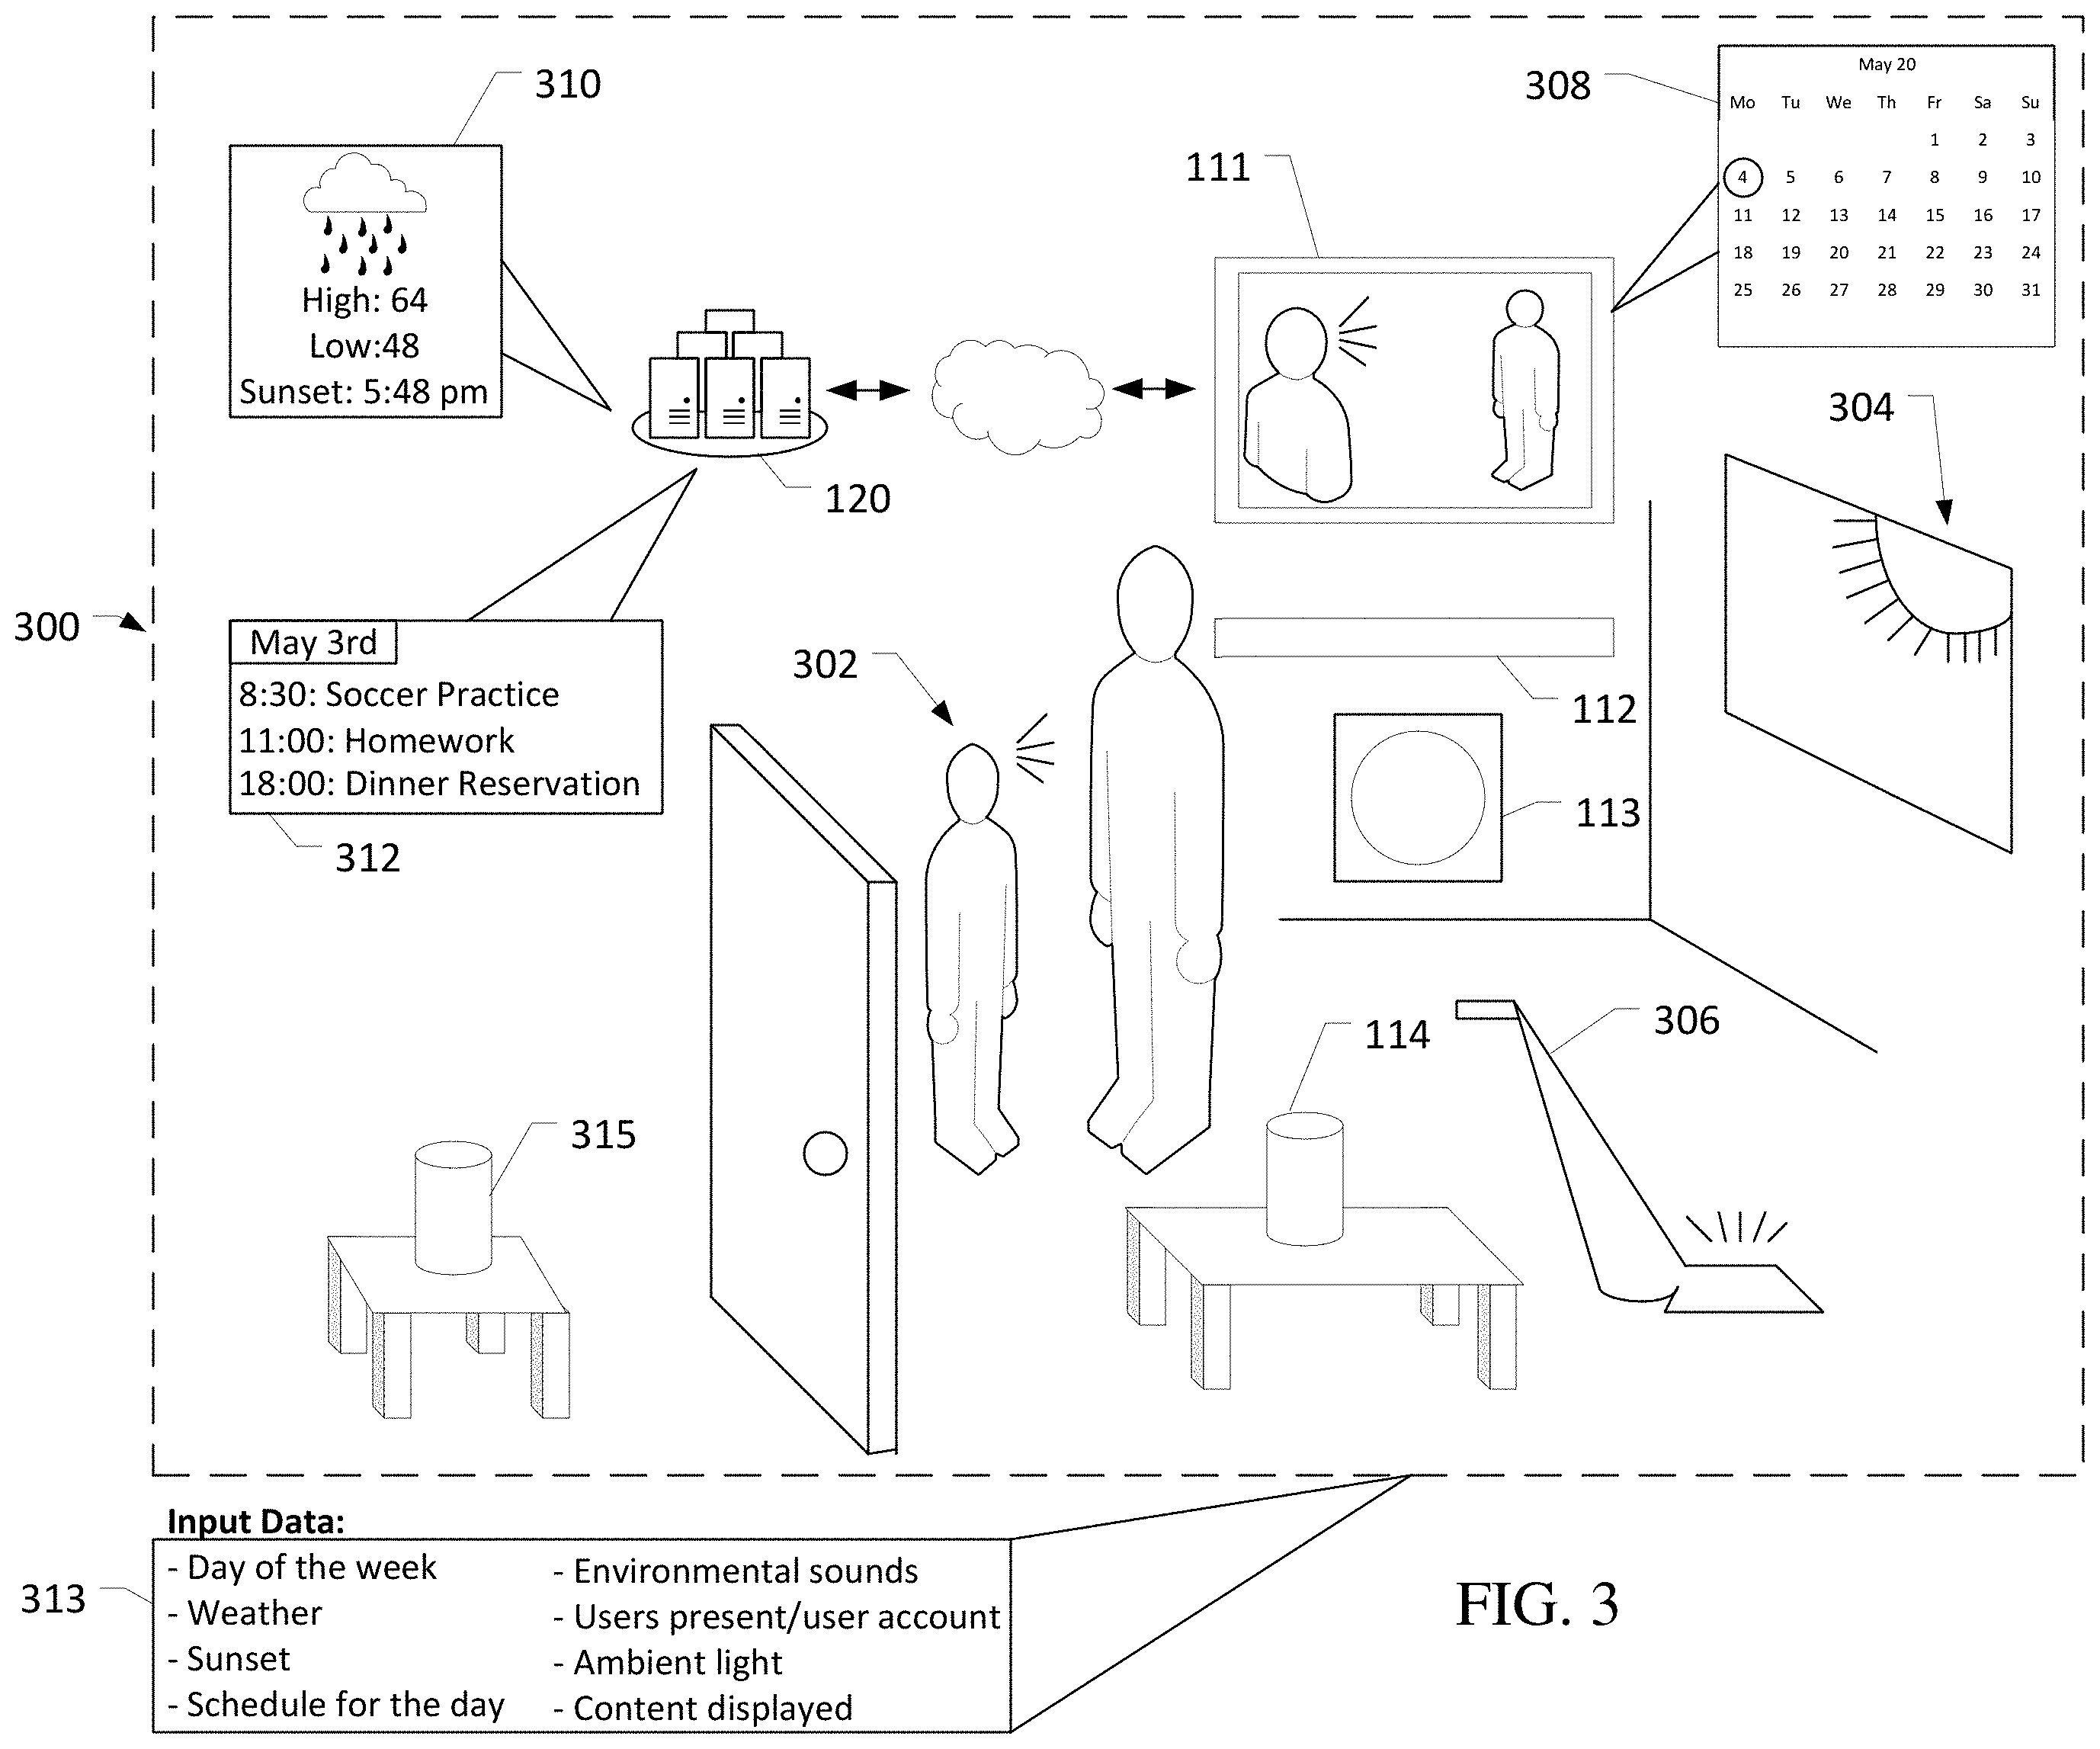 310
308
May 20
Mo Tu We Th Fr Sa Su
1 2 3
4 5 6 7 8 9 10
11 12 13 14 15 16 17
18 19 20 21 22 23 24
25 26 27 28 29 30 31
111
High: 64
Low:48
Sunset: 5:48 pm
304
120
300
May 3rd
8:30: Soccer Practice
11:00: Homework
18:00: Dinner Reservation
302
112
113
312
306
114
315
Input Data:
- Day of the week
- Weather
- Sunset
- Schedule for the day
- Environmental sounds
- Users present/user account
- Ambient light
- Content displayed
313
FIG. 3